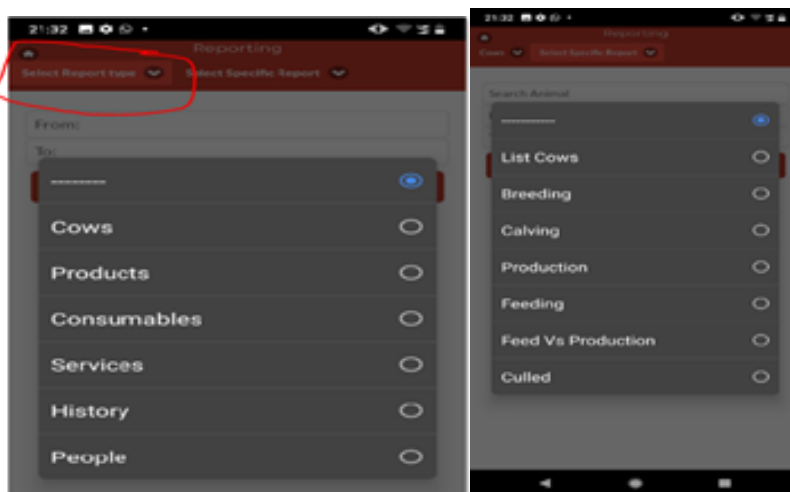 21:32
Reporting
Select Report type Select Specific Report
From:
To:
--------
Cows
Products
Consumables
Services
History
People
21:32
Reporting
Cows Select Specific Report
Search Animal
-----------
List Cows
Breeding
Calving
Production
Feeding
Feed Vs Production
Culled